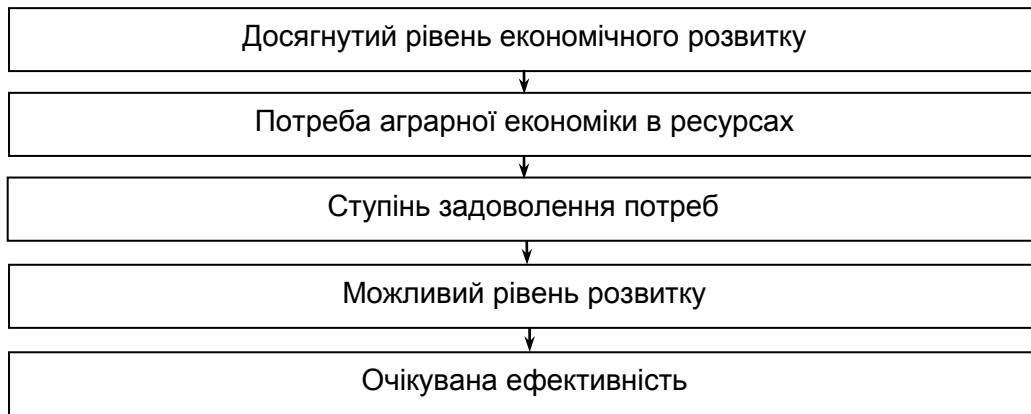 Досягнутий рівень економічного розвитку
Потреба аграрної економіки в ресурсах
Ступінь задоволення потреб
Можливий рівень розвитку
Очікувана ефективність